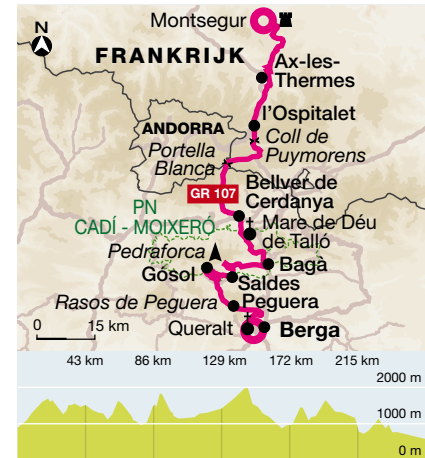 Montsegur
N
FRANKRIJK
Ax-les-
Thermes
l'Ospitalet
ANDORRA
Coll de
Puymorens
Portella
Blanca
GR 107
Bellver de
Cerdanya
PN
CADÍ - MOIXERÓ
Mare de Déu
de Talló
Pedraforca
Bagà
Gósol
Saldes
Rasos de Peguera
Peguera
0 15 km
Queralt
Berga
43 km 86 km 129 km 172 km 215 km
2000 m
1000 m
0 m